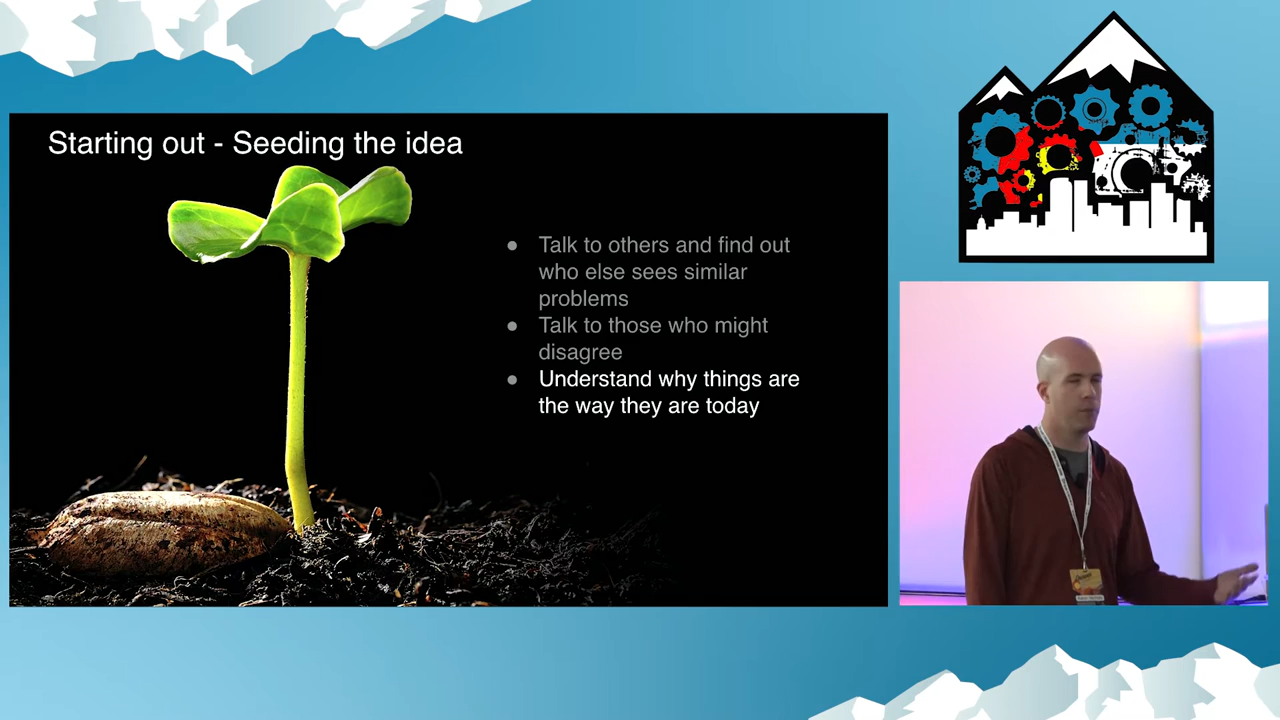 Starting out - Seeding the idea
● Talk to others and find out
who else sees similar
problems
● Talk to those who might
disagree
● Understand why things are
the way they are today